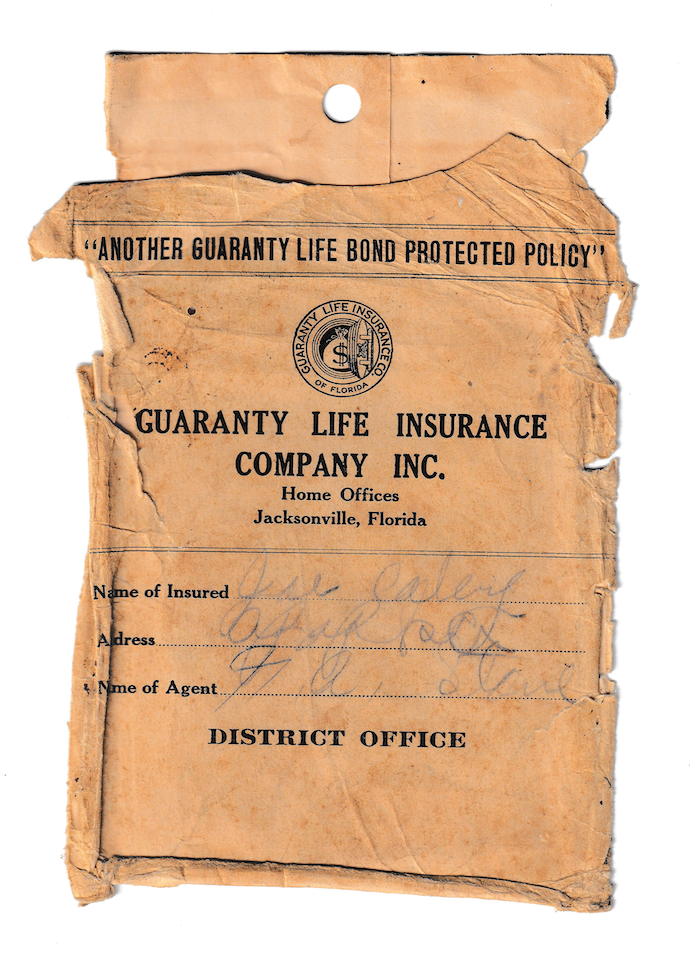 “ANOTHER GUARANTY LIFE BOND PROTECTED POLICY”
GUARANTY LIFE INSURANCE CO.
$
OF FLORIDA
GUARANTY LIFE INSURANCE
COMPANY INC.
Home Offices
Jacksonville, Florida
Name of Insured
Adress
Nme of Agent
DISTRICT OFFICE